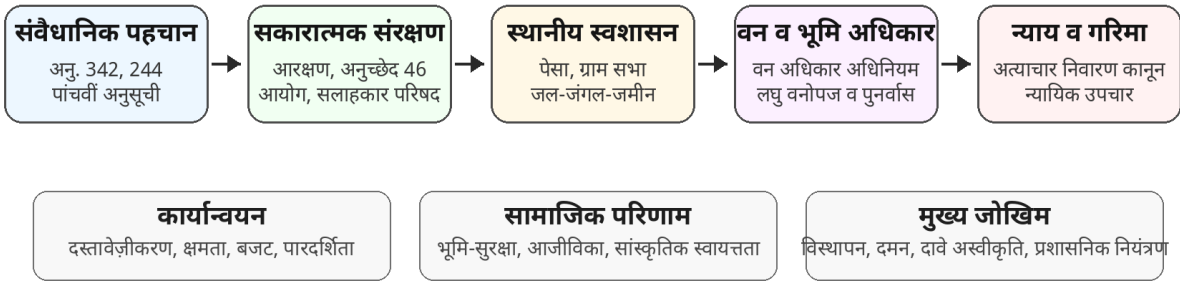 संवैधानिक पहचान
अनु. 342, 244
पांचवीं अनुसूची
सकारात्मक संरक्षण
आरक्षण, अनुच्छेद 46
आयोग, सलाहकार परिषद
स्थानीय स्वशासन
पेसा, ग्राम सभा
जल-जंगल-जमीन
वन व भूमि अधिकार
वन अधिकार अधिनियम
लघु वनोपज व पुनर्वास
न्याय व गरिमा
अत्याचार निवारण कानून
न्यायिक उपचार
कार्यान्वयन
दस्तावेज़ीकरण, क्षमता, बजट, पारदर्शिता
सामाजिक परिणाम
भूमि-सुरक्षा, आजीविका, सांस्कृतिक स्वायत्तता
मुख्य जोखिम
विस्थापन, दमन, दावे अस्वीकृति, प्रशासनिक नियंत्रण